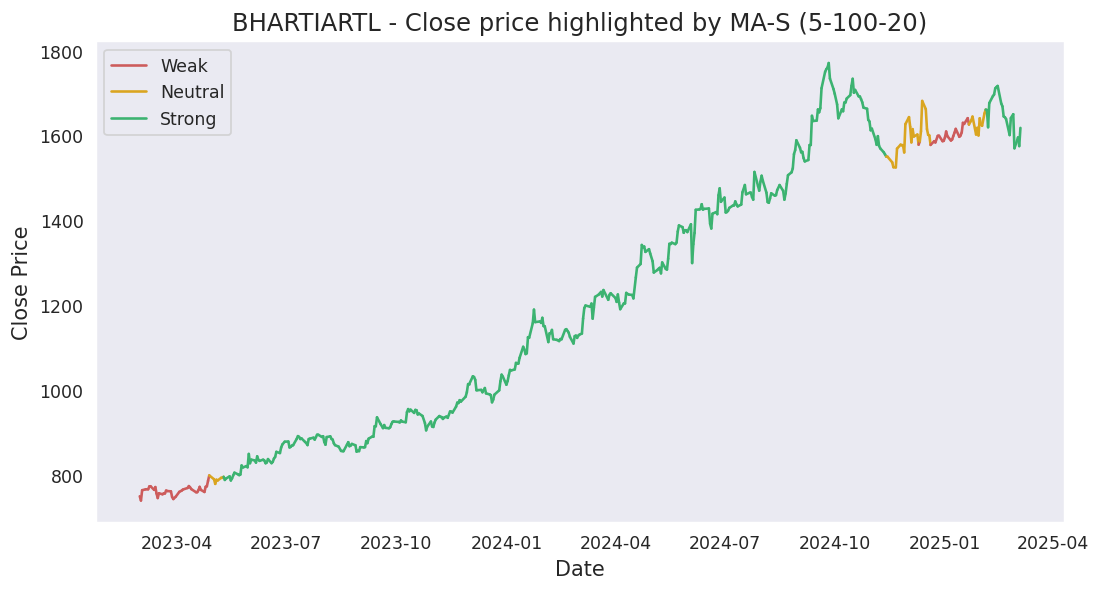 BHARTIARTL - Close price highlighted by MA-S (5-100-20)
Weak
Neutral
Strong
Close Price
1800
1600
1400
1200
1000
800
2023-04 2023-07 2023-10 2024-01 2024-04 2024-07 2024-10 2025-01 2025-04
Date